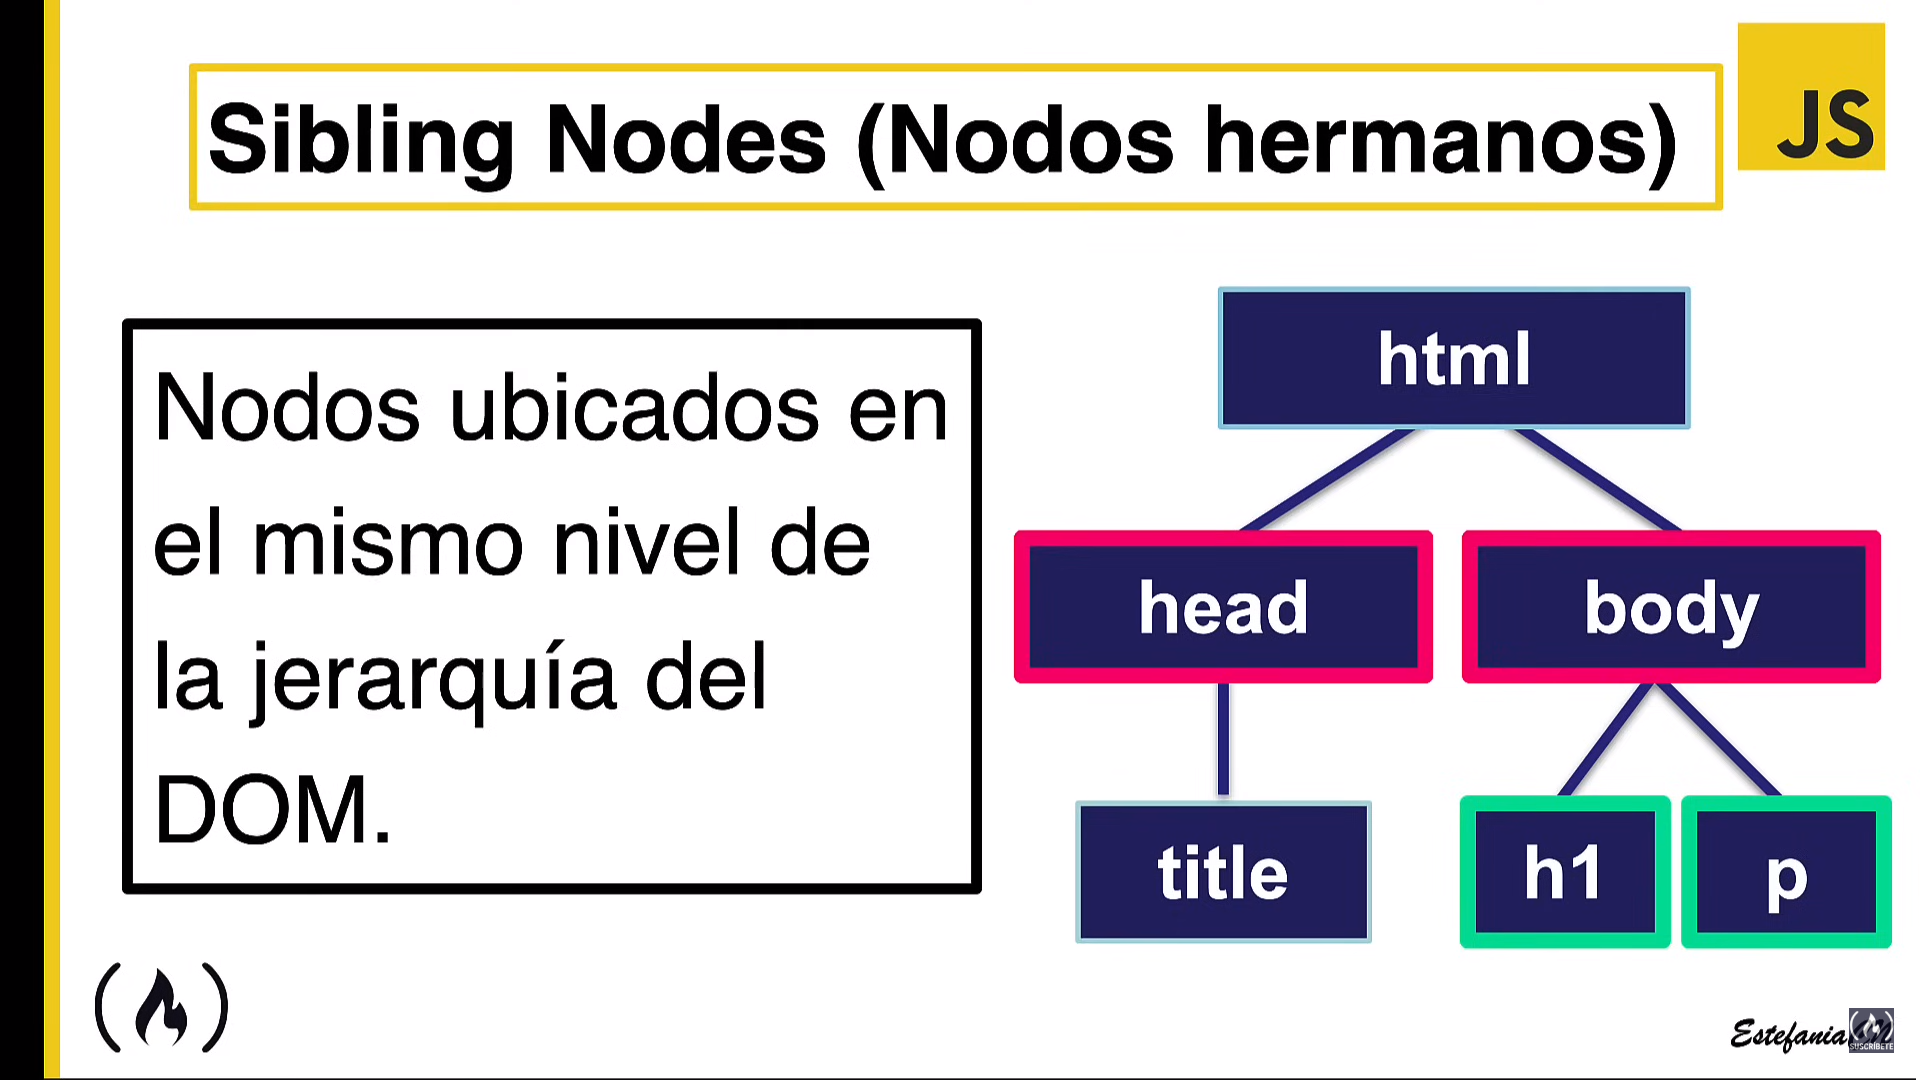 Sibling Nodes (Nodos hermanos)
JS
Nodos ubicados en
el mismo nivel de
la jerarquía del
DOM.
html
head
body
title
h1
p
Estefania
SUSCRÍBETE